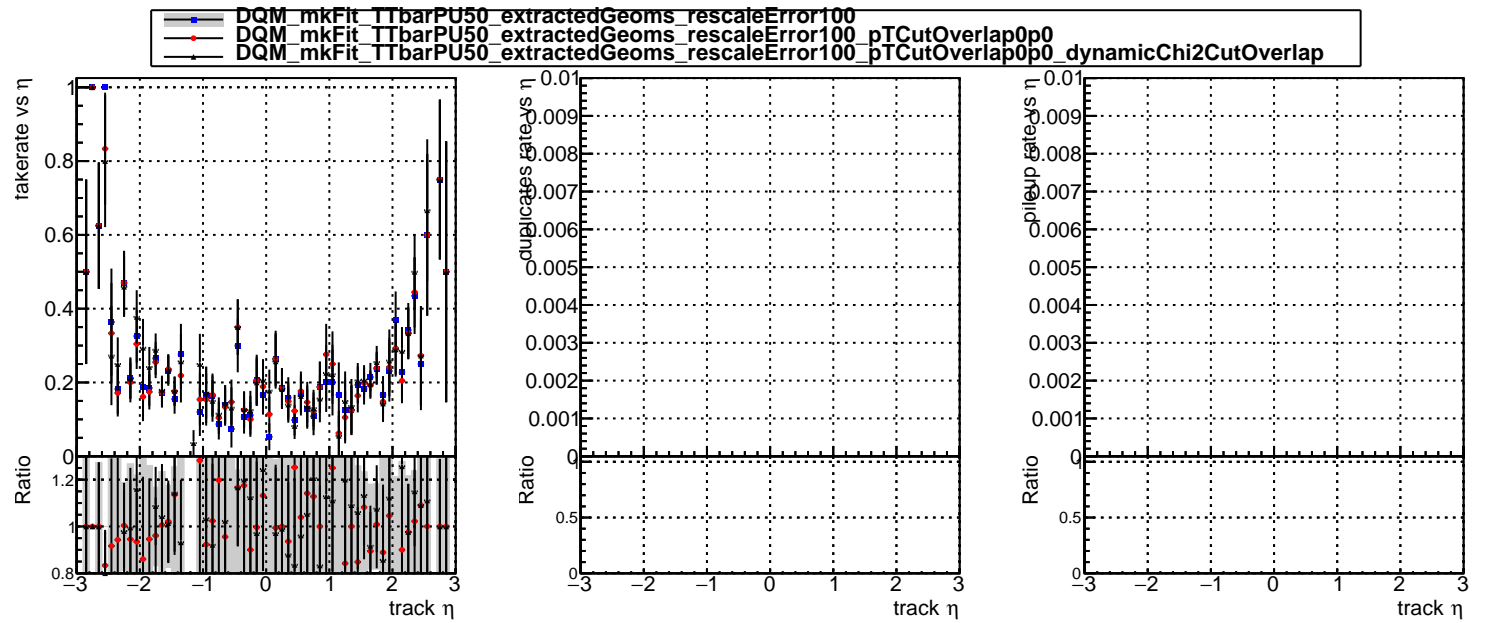 DQM_mkFit_TTbarPU50_extractedGeoms_rescaleError100
DQM_mkFit_TTbarPU50_extractedGeoms_rescaleError100_pTCutOverlap0p0
DQM_mkFit_TTbarPU50_extractedGeoms_rescaleError100_pTCutOverlap0p0_dynamicChi2CutOverlap
fakerate vs η
1
0.8
0.6
0.4
0.2
0
Ratio
1.2
1
0.8
−3 −2 −1 0 1 2 3
track η
duplicates rate vs η
0.01
0.009
0.008
0.007
0.006
0.005
0.004
0.003
0.002
0.001
0
Ratio
1
0.5
0
−3 −2 −1 0 1 2 3
track η
pileup rate vs η
0.01
0.009
0.008
0.007
0.006
0.005
0.004
0.003
0.002
0.001
0
Ratio
1
0.5
0
−3 −2 −1 0 1 2 3
track η